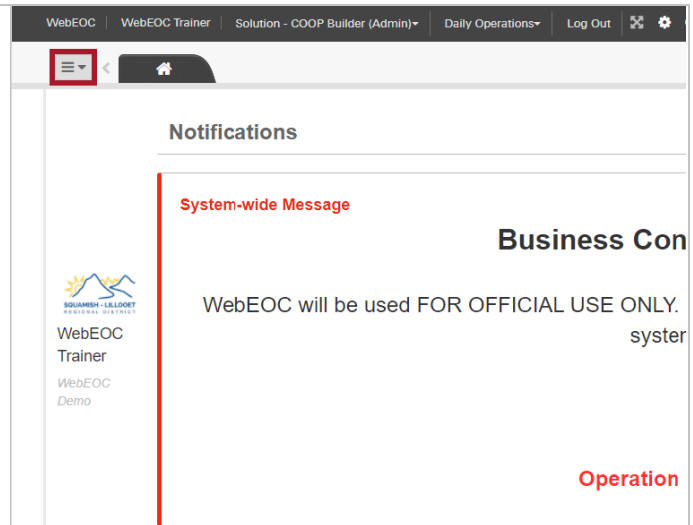 WebEOC | WebEOC Trainer | Solution - COOP Builder (Admin) Daily Operations Log Out
Notifications
System-wide Message
Business Con
WebEOC will be used FOR OFFICIAL USE ONLY.
syster
SQUAMISH - LILLOOET
REGIONAL DISTRICT
WebEOC
Trainer
WebEOC
Demo
Operation